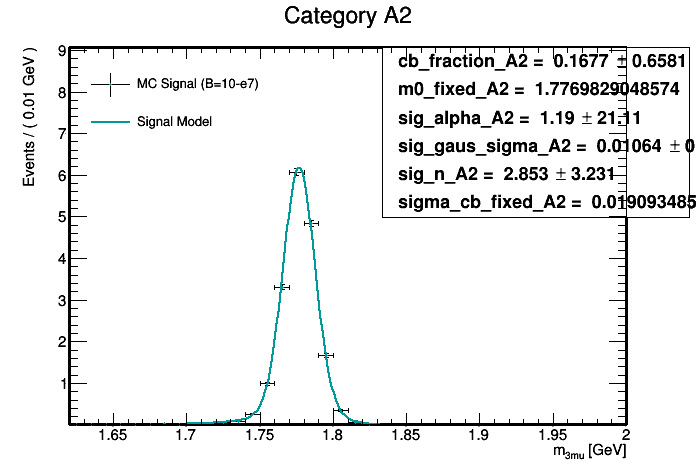 Category A2
Events / ( 0.01 GeV )
9
8
7
6
5
4
3
2
1
MC Signal (B=10-e7)
Signal Model
cb_fraction_A2 = 0.1677 ± 0.6581
m0_fixed_A2 = 1.7769829048574
sig_alpha_A2 = 1.19 ± 21.11
sig_gaus_sigma_A2 = 0.01064 ± 0
sig_n_A2 = 2.853 ± 3.231
sigma_cb_fixed_A2 = 0.019093485
1.65 1.7 1.75 1.8 1.85 1.9 1.95 2
m3mu [GeV]